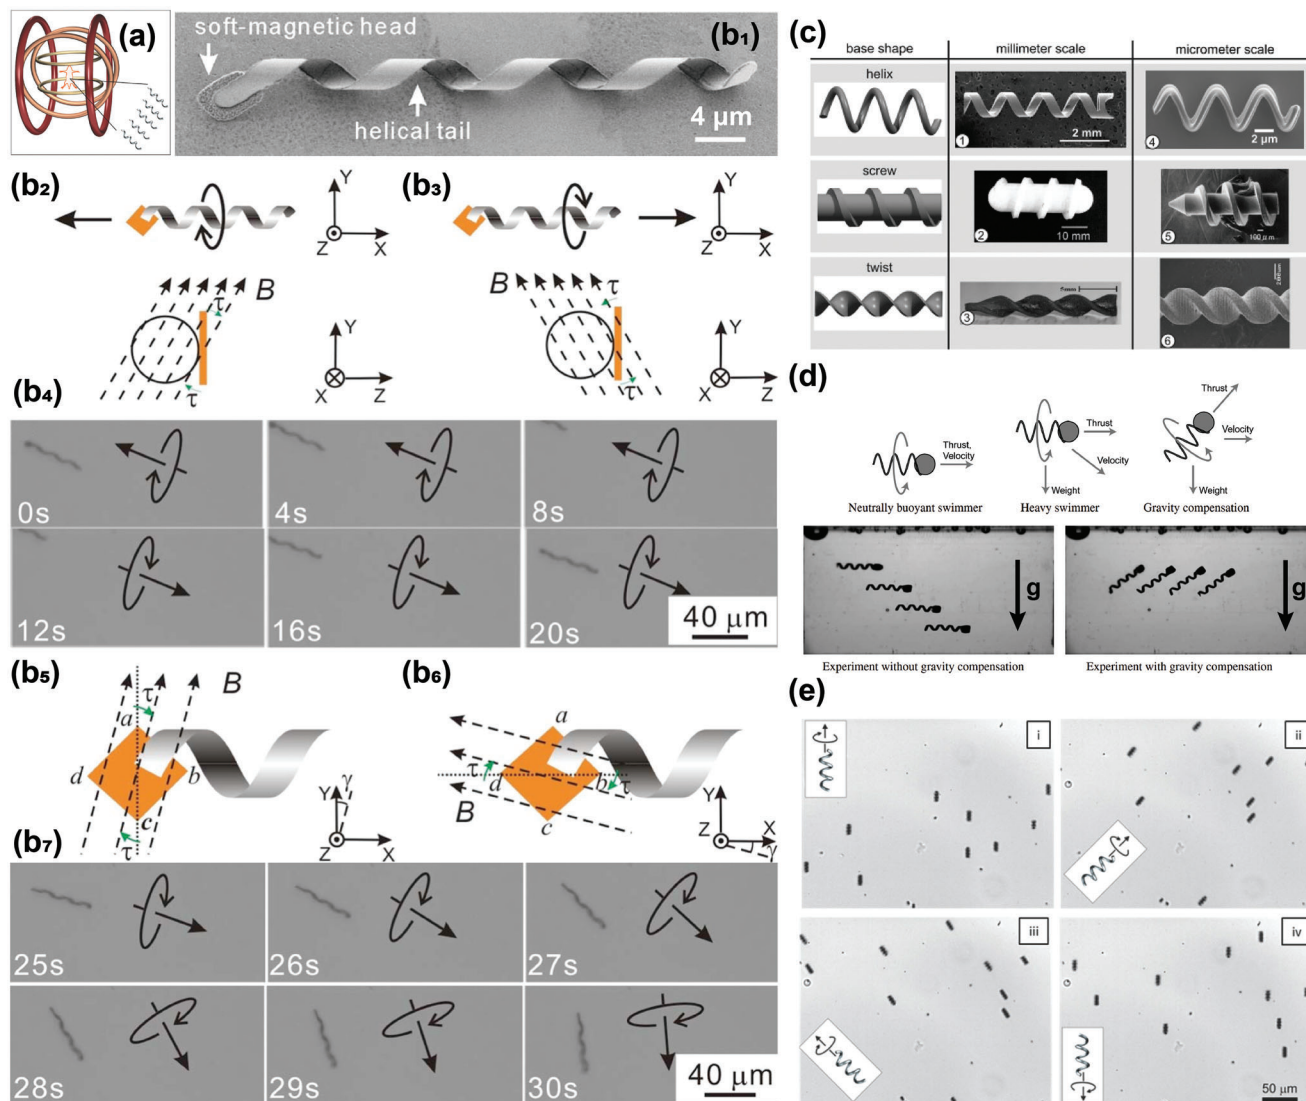 (a)
soft-magnetic head
(b₁)
helical tail
4 μm
(b₂)
Y
Z
X
(b₃)
Y
Z
X
B
τ
τ
Y
X
Z
B
τ
τ
Y
X
Z
(b₄)
0s
4s
8s
12s
16s
20s
40 μm
(b₅)
B
τ
a
d
b
c
τ
Y
γ
Z
X
(b₆)
a
τ
d
b
τ
B
c
Y
X
Z
γ
(b₇)
25s
26s
27s
28s
29s
30s
40 μm
(c)
base shape
millimeter scale
micrometer scale
helix
1
2 mm
4
2 μm
screw
2
10 mm
5
100 μm
twist
3
5mm
6
(d)
Thrust,
Velocity
Neutrally buoyant swimmer
Thrust
Velocity
Weight
Heavy swimmer
Thrust
Velocity
Weight
Gravity compensation
g
g
Experiment without gravity compensation
Experiment with gravity compensation
(e)
i
ii
iii
iv
50 μm